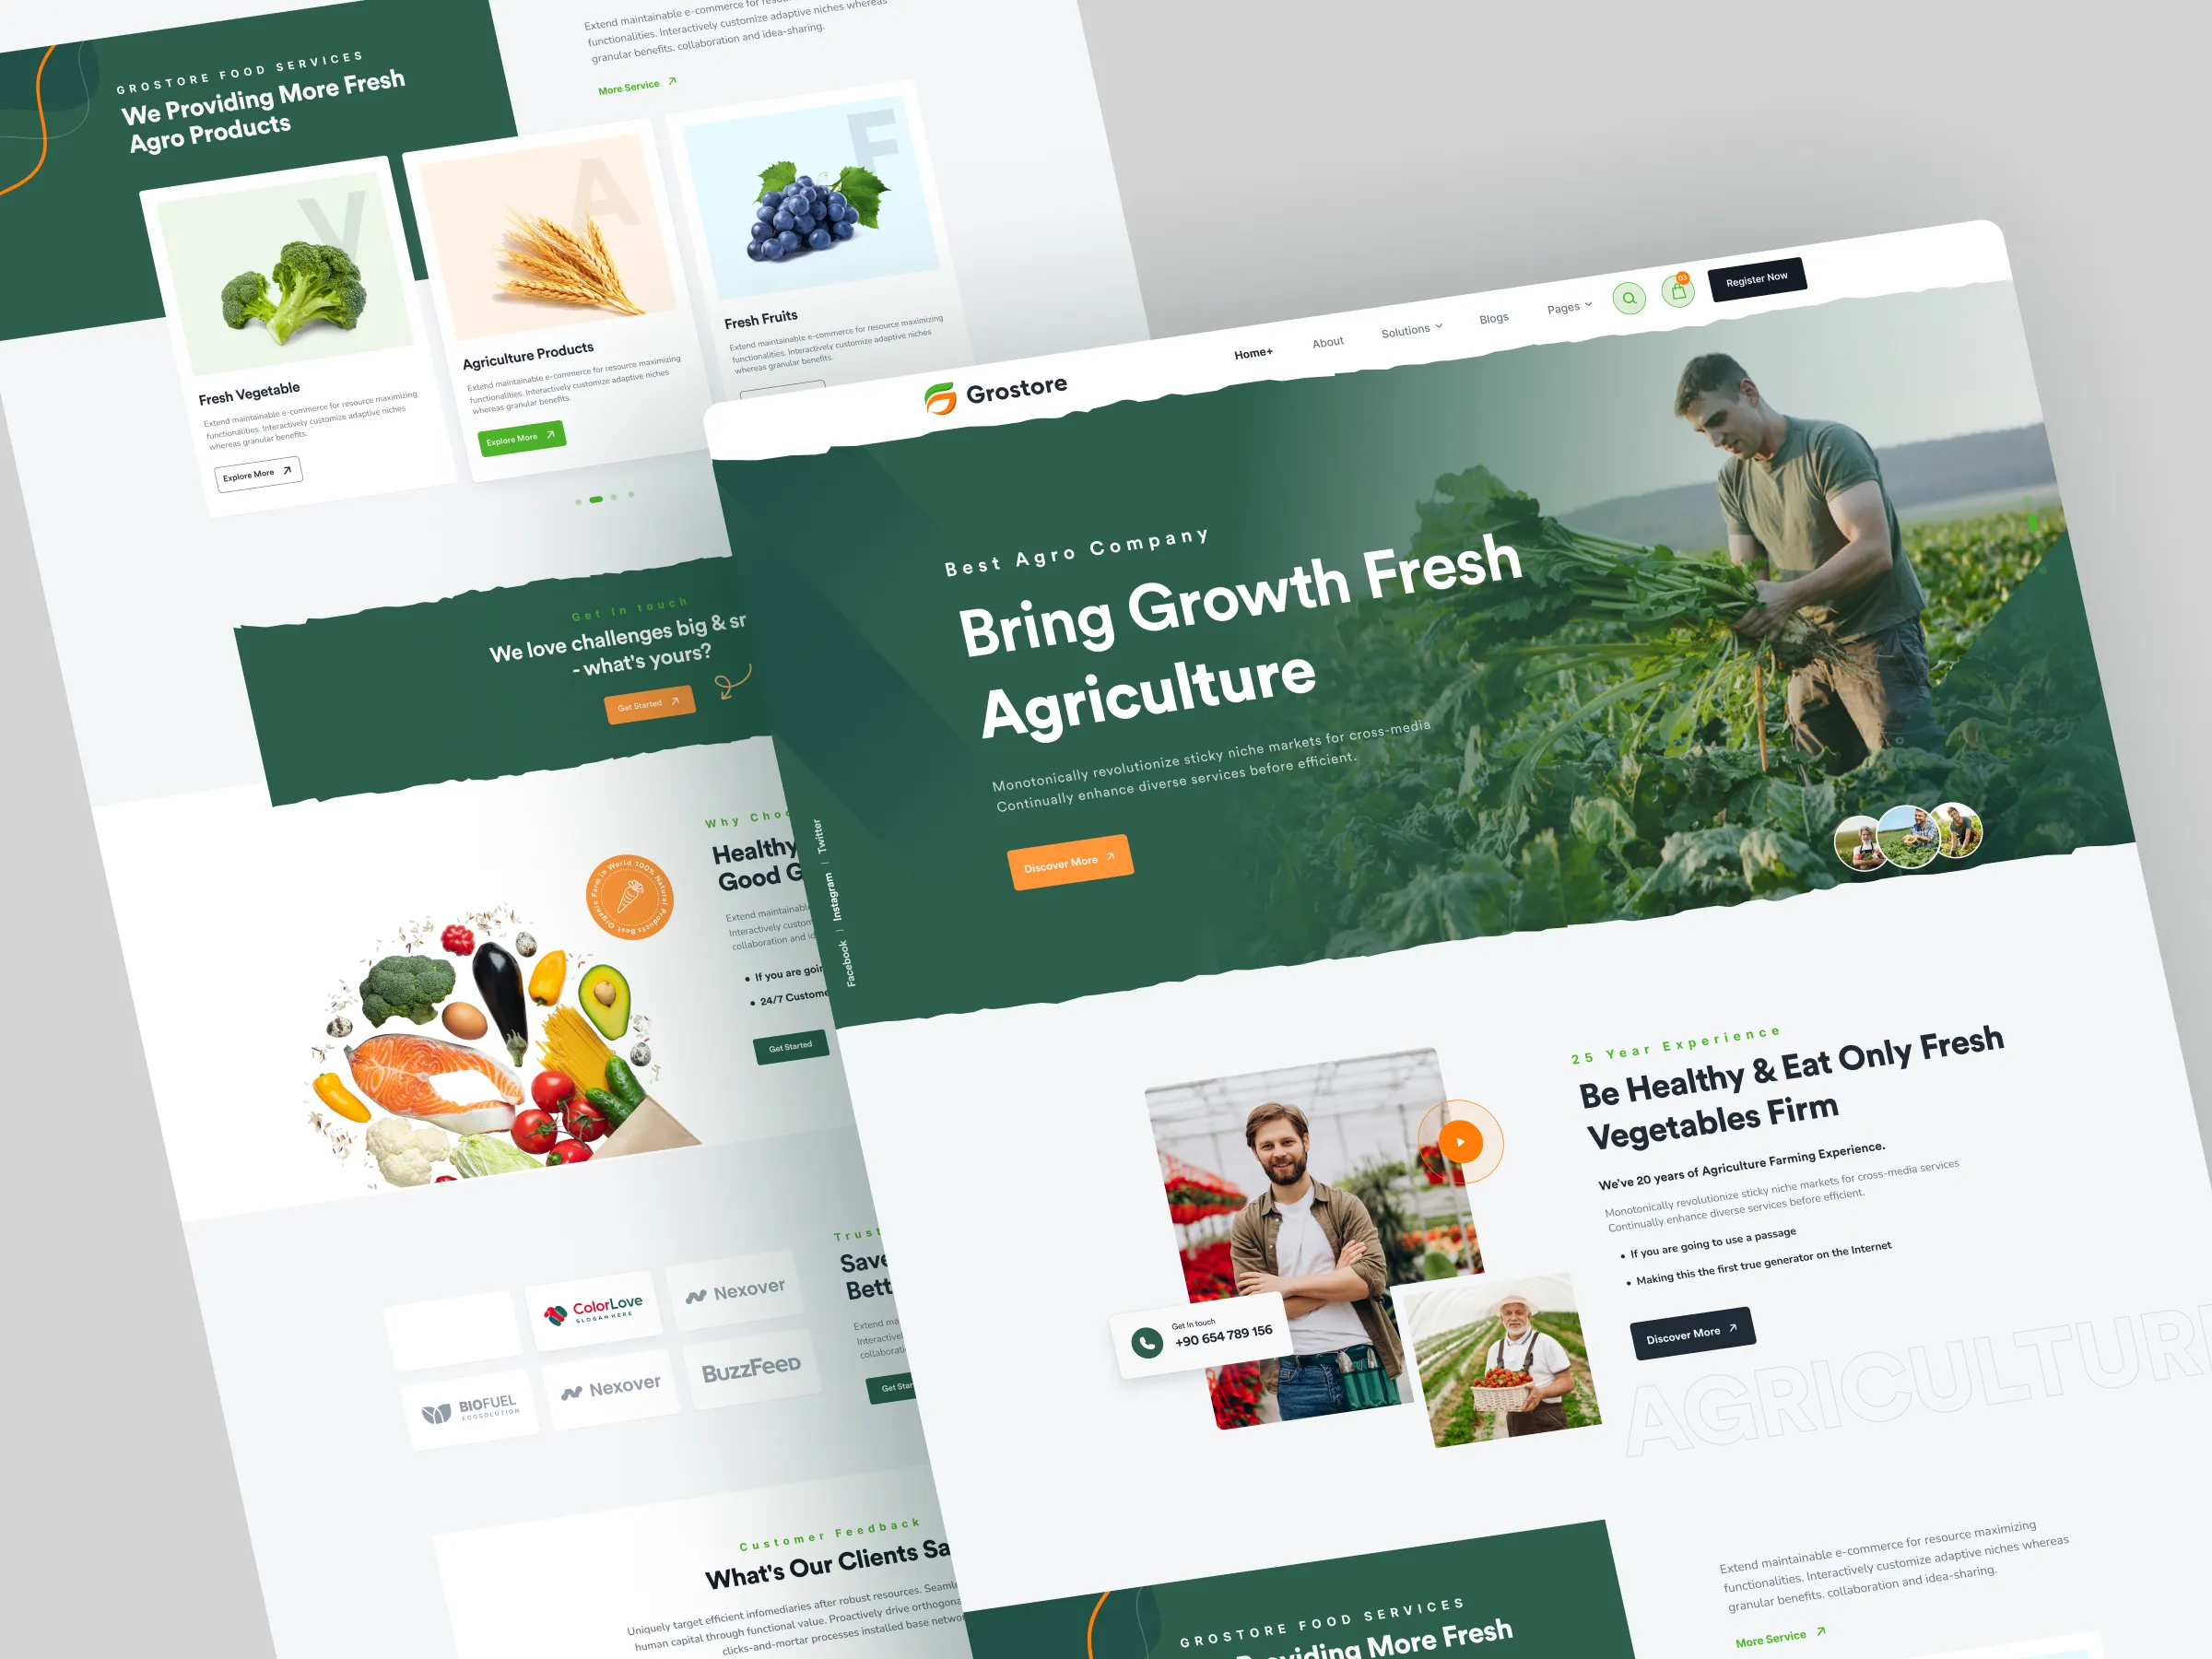 Extend maintainable e-commerce for
functionalities. Interactively customize adaptive niches whereas
granular benefits. collaboration and idea-sharing.
More Service
GROSTORE FOOD SERVICES
We Providing More Fresh
Agro Products
V
Fresh Vegetable
Extend maintainable e-commerce for resource maximizing
functionalities. Interactively customize adaptive niches
whereas granular benefits.
Explore More
A
Agriculture Products
Extend maintainable e-commerce for resource maximizing
functionalities. Interactively customize adaptive niches
whereas granular benefits.
Explore More
F
Fresh Fruits
Extend maintainable e-commerce for resource maximizing
functionalities. Interactively customize adaptive niches
whereas granular benefits.
Get In touch
We love challenges big & sr
- what's yours?
Get Started
Why Choo
Healthy
Good G
Extend maintainabl
Interactively custom
collaboration and id
If you are goin
24/7 Custome
Get Started
100% Natural Products Best Organic Farm in World
Trust
Save
Bett
Extend ma
Interactivel
collaborati
Get Star
ColorLove
SLOGAN HERE
Nexover
BIOFUEL
ECOSOLUTION
Nexover
BuzzFeed
Customer Feedback
What's Our Clients Sa
Uniquely target efficient infomediaries after robust resources. Seaml
human capital through functional value. Proactively drive orthogona
clicks-and-mortar processes installed base netwo
Grostore
Home+
About
Solutions
Blogs
Pages
03
Register Now
Best Agro Company
Bring Growth Fresh
Agriculture
Monotonically revolutionize sticky niche markets for cross-media
Continually enhance diverse services before efficient.
Discover More
Facebook | Instagram | Twitter
25 Year Experience
Be Healthy & Eat Only Fresh
Vegetables Firm
We've 20 years of Agriculture Farming Experience.
Monotonically revolutionize sticky niche markets for cross-media services
Continually enhance diverse services before efficient.
If you are going to use a passage
Making this the first true generator on the Internet
Discover More
Get In touch
+90 654 789 156
AGRICULTUR
GROSTORE FOOD SERVICES
Providing More Fresh
Extend maintainable e-commerce for resource maximizing
functionalities. Interactively customize adaptive niches whereas
granular benefits. collaboration and idea-sharing.
More Service